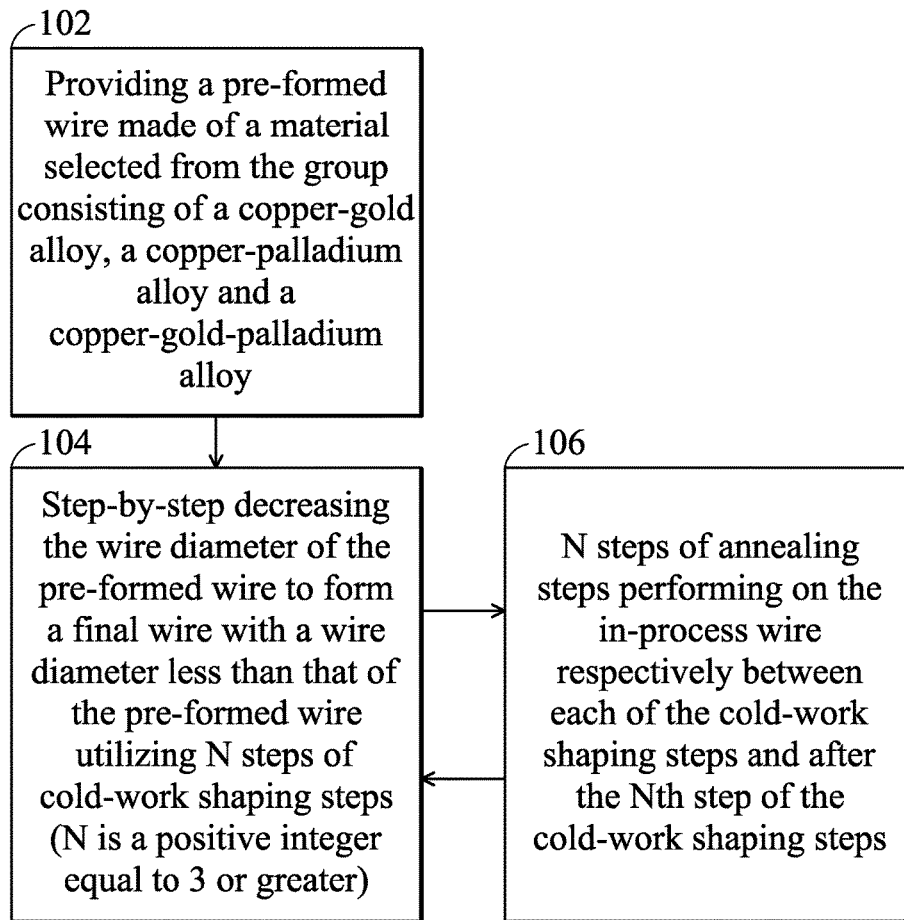 102
Providing a pre-formed
wire made of a material
selected from the group
consisting of a copper-gold
alloy, a copper-palladium
alloy and a
copper-gold-palladium
alloy
104
Step-by-step decreasing
the wire diameter of the
pre-formed wire to form
a final wire with a wire
diameter less than that of
the pre-formed wire
utilizing N steps of
cold-work shaping steps
(N is a positive integer
equal to 3 or greater)
106
N steps of annealing
steps performing on the
in-process wire
respectively between
each of the cold-work
shaping steps and after
the Nth step of the
cold-work shaping steps